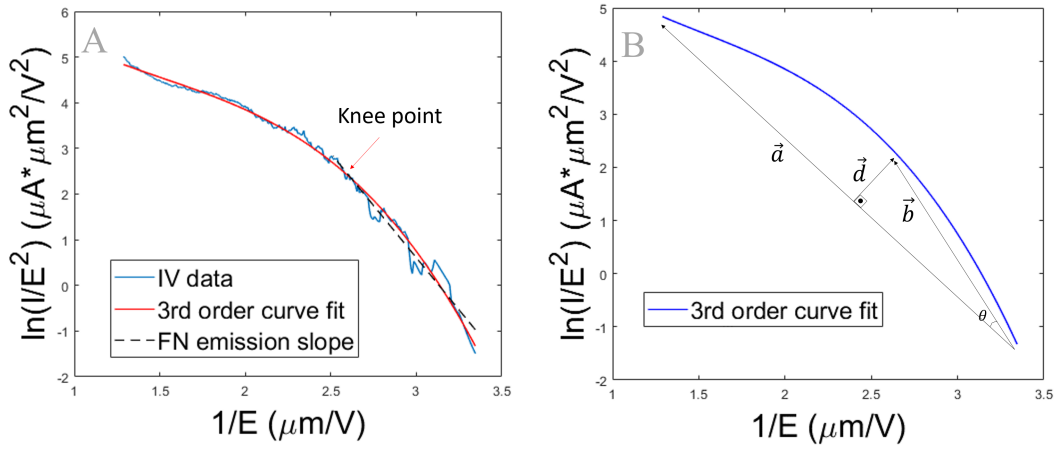 A
6
5
4
3
2
1
0
-1
-2
ln(I/E²) (μA*μm²/V²)
Knee point
IV data
3rd order curve fit
FN emission slope
1 1.5 2 2.5 3 3.5
1/E (μm/V)
B
5
4
3
2
1
0
-1
-2
ln(I/E²) (μA*μm²/V²)
a⃗
d⃗
b⃗
θ
3rd order curve fit
1 1.5 2 2.5 3 3.5
1/E (μm/V)